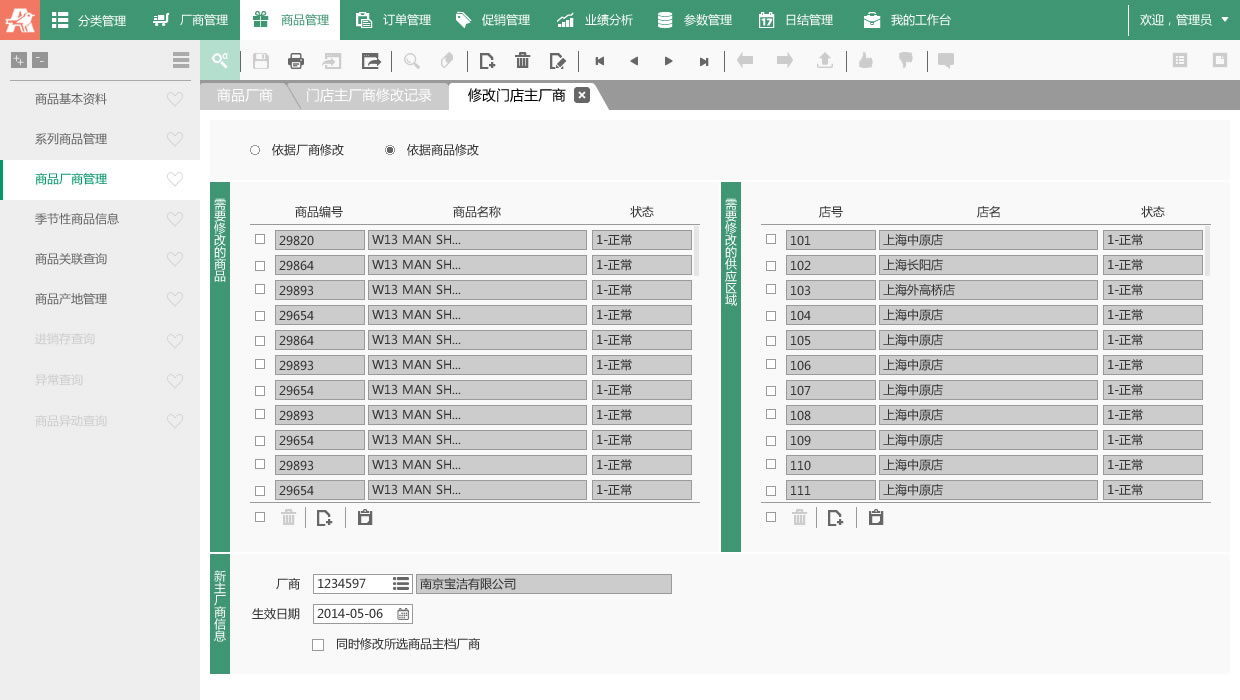 分类管理 厂商管理 商品管理 订单管理 促销管理 业绩分析 参数管理 日结管理 我的工作台 欢迎，管理员
商品厂商 门店主厂商修改记录 修改门店主厂商
商品基本资料
系列商品管理
商品厂商管理
季节性商品信息
商品关联查询
商品产地管理
进销存查询
异常查询
商品异动查询
依据厂商修改 依据商品修改
需要修改的商品
商品编号 商品名称 状态
29820 W13 MAN SH... 1-正常
29864 W13 MAN SH... 1-正常
29893 W13 MAN SH... 1-正常
29654 W13 MAN SH... 1-正常
29864 W13 MAN SH... 1-正常
29893 W13 MAN SH... 1-正常
29654 W13 MAN SH... 1-正常
29893 W13 MAN SH... 1-正常
29654 W13 MAN SH... 1-正常
29893 W13 MAN SH... 1-正常
29654 W13 MAN SH... 1-正常
需要修改的供应区域
店号 店名 状态
101 上海中原店 1-正常
102 上海长阳店 1-正常
103 上海外高桥店 1-正常
104 上海中原店 1-正常
105 上海中原店 1-正常
106 上海中原店 1-正常
107 上海中原店 1-正常
108 上海中原店 1-正常
109 上海中原店 1-正常
110 上海中原店 1-正常
111 上海中原店 1-正常
新主厂商信息
厂商 1234597 南京宝洁有限公司
生效日期 2014-05-06
同时修改所选商品主档厂商